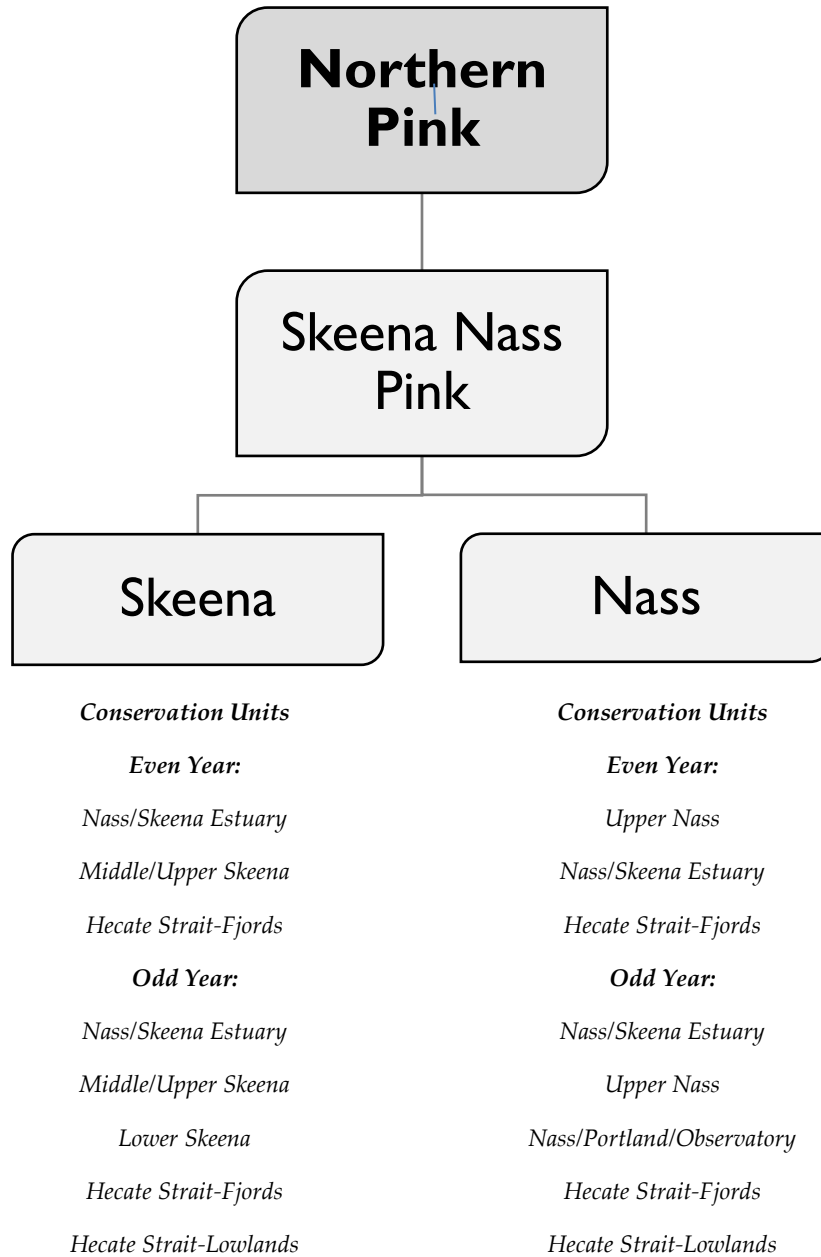 Northern
Pink
Skeena Nass
Pink
Skeena
Nass
Conservation Units
Even Year:
Nass/Skeena Estuary
Middle/Upper Skeena
Hecate Strait-Fjords
Odd Year:
Nass/Skeena Estuary
Middle/Upper Skeena
Lower Skeena
Hecate Strait-Fjords
Hecate Strait-Lowlands
Conservation Units
Even Year:
Upper Nass
Nass/Skeena Estuary
Hecate Strait-Fjords
Odd Year:
Nass/Skeena Estuary
Upper Nass
Nass/Portland/Observatory
Hecate Strait-Fjords
Hecate Strait-Lowlands